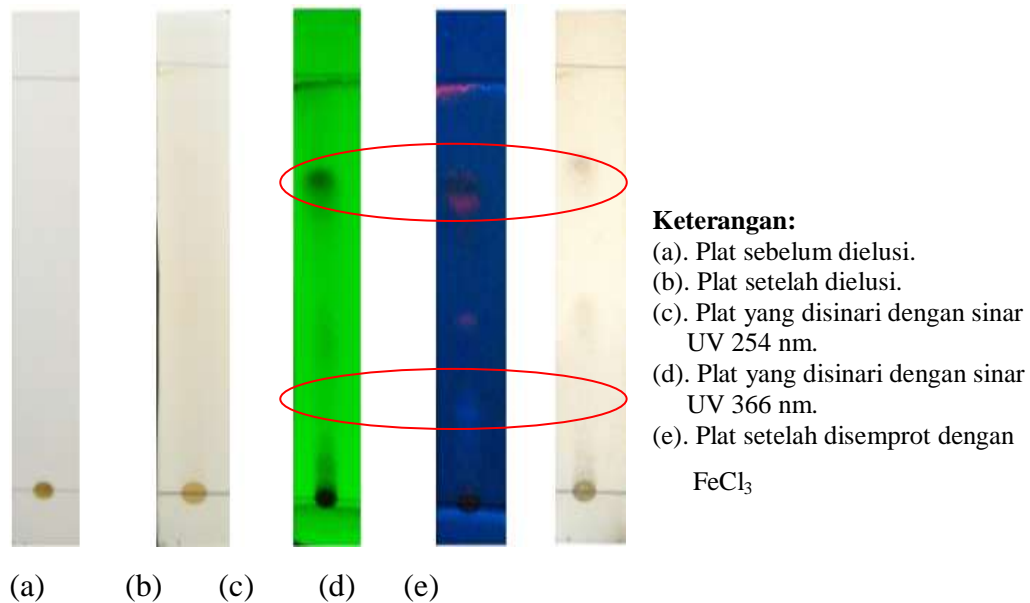 Keterangan:
(a). Plat sebelum dielusi.
(b). Plat setelah dielusi.
(c). Plat yang disinari dengan sinar
UV 254 nm.
(d). Plat yang disinari dengan sinar
UV 366 nm.
(e). Plat setelah disemprot dengan
FeCl₃
(a) (b) (c) (d) (e)